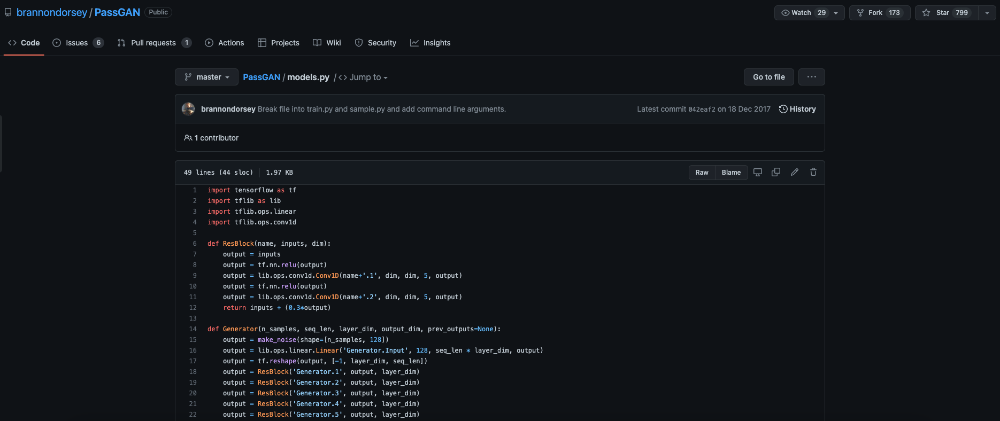 brannondorsey / PassGAN Public
Watch 29 Fork 173 Star 799
Code Issues 6 Pull requests 1 Actions Projects Wiki Security Insights
master PassGAN / models.py / <> Jump to Go to file ...
brannondorsey Break file into train.py and sample.py and add command line arguments. Latest commit 042eaf2 on 18 Dec 2017 History
1 contributor
49 lines (44 sloc) 1.97 KB Raw Blame
1 import tensorflow as tf
2 import tflib as lib
3 import tflib.ops.linear
4 import tflib.ops.conv1d
5
6 def ResBlock(name, inputs, dim):
7     output = inputs
8     output = tf.nn.relu(output)
9     output = lib.ops.conv1d.Conv1D(name+'.1', dim, dim, 5, output)
10     output = tf.nn.relu(output)
11     output = lib.ops.conv1d.Conv1D(name+'.2', dim, dim, 5, output)
12     return inputs + (0.3*output)
13
14 def Generator(n_samples, seq_len, layer_dim, output_dim, prev_outputs=None):
15     output = make_noise(shape=[n_samples, 128])
16     output = lib.ops.linear.Linear('Generator.Input', 128, seq_len * layer_dim, output)
17     output = tf.reshape(output, [-1, layer_dim, seq_len])
18     output = ResBlock('Generator.1', output, layer_dim)
19     output = ResBlock('Generator.2', output, layer_dim)
20     output = ResBlock('Generator.3', output, layer_dim)
21     output = ResBlock('Generator.4', output, layer_dim)
22     output = ResBlock('Generator.5', output, layer_dim)